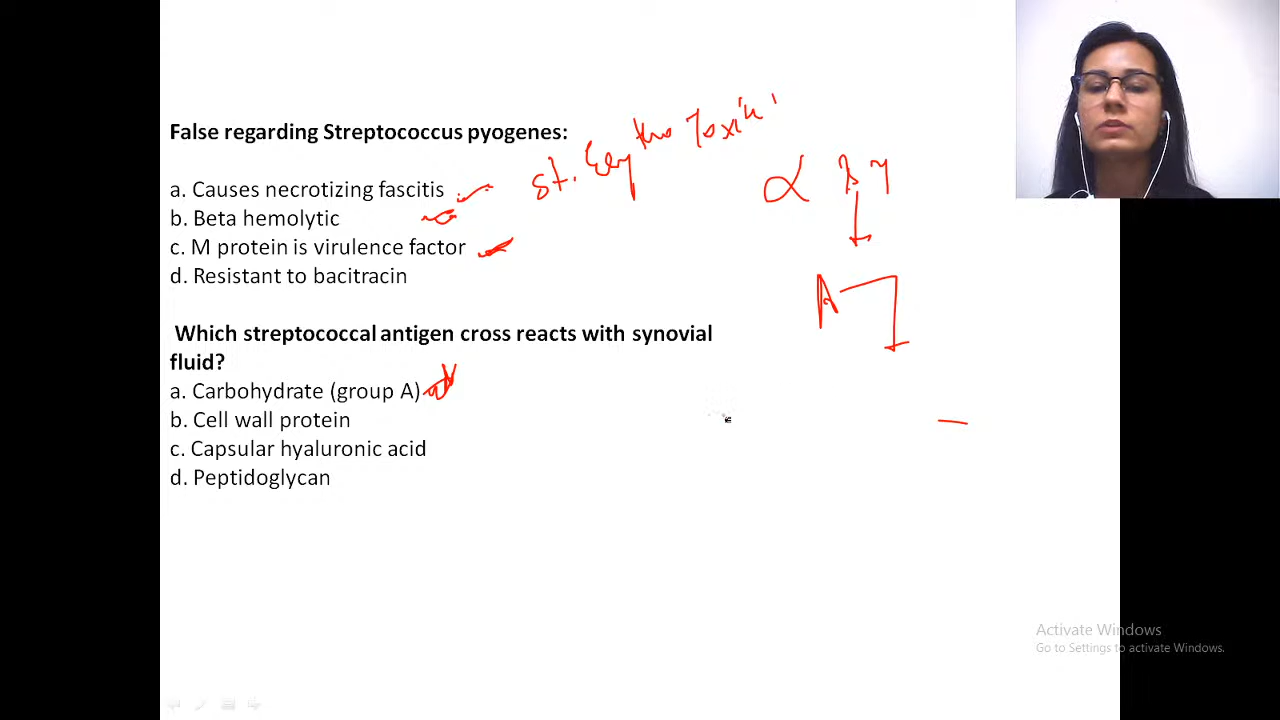 False regarding Streptococcus pyogenes:
a. Causes necrotizing fascitis
b. Beta hemolytic
c. M protein is virulence factor
d. Resistant to bacitracin
Which streptococcal antigen cross reacts with synovial
fluid?
a. Carbohydrate (group A)
b. Cell wall protein
c. Capsular hyaluronic acid
d. Peptidoglycan
st. Toxin
α
A
Activate Windows
Go to Settings to activate Windows.